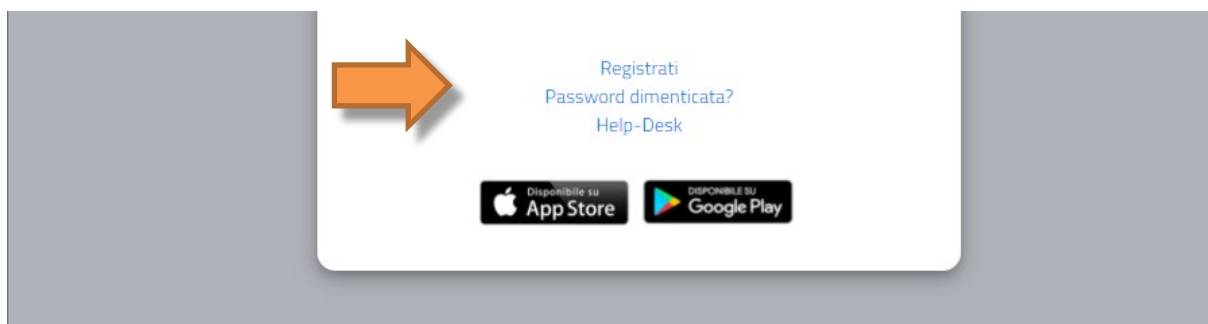 Registrati
Password dimenticata?
Help-Desk
Disponibile su
App Store
DISPONIBILE SU
Google Play